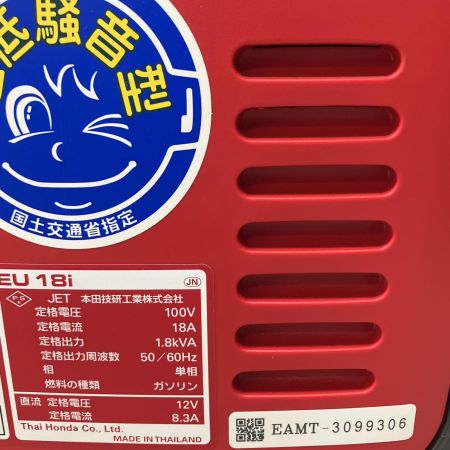 低騒音型
国土交通省指定
EU 18i JN
PSE JET 本田技研工業株式会社
定格電圧 100V
定格電流 18A
定格出力 1.8kVA
定格出力周波数 50/60Hz
相 単相
燃料の種類 ガソリン
直流 定格電圧 12V
定格電流 8.3A
Thai Honda Co., Ltd.
MADE IN THAILAND
EAMT-3099306